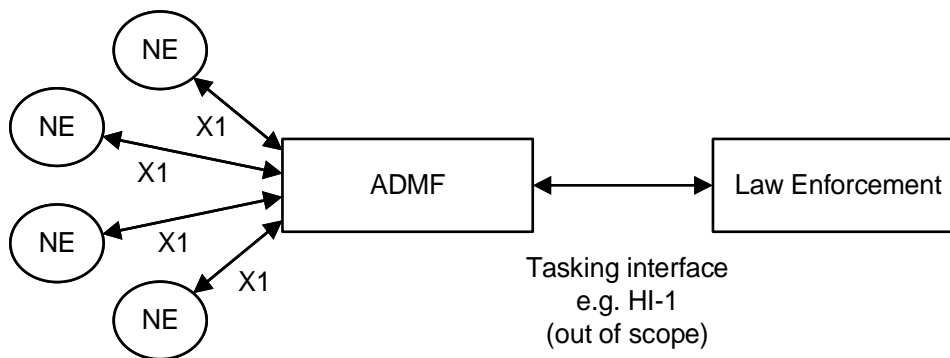 NE
X1
NE
X1
ADMF
Law Enforcement
NE
X1
NE
X1
Tasking interface
e.g. HI-1
(out of scope)